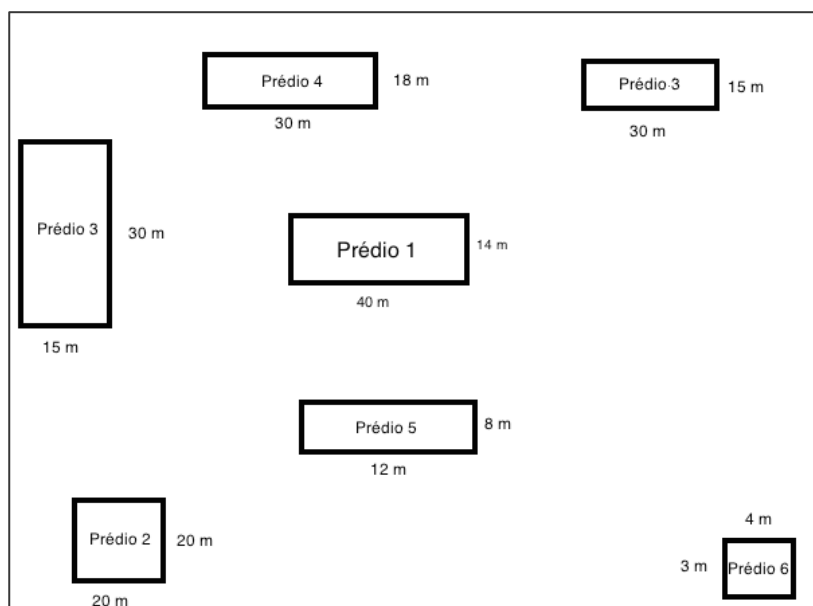 Prédio 4
18 m
30 m
Prédio 3
15 m
30 m
Prédio 3
30 m
15 m
Prédio 1
14 m
40 m
Prédio 5
8 m
12 m
Prédio 2
20 m
20 m
4 m
3 m
Prédio 6